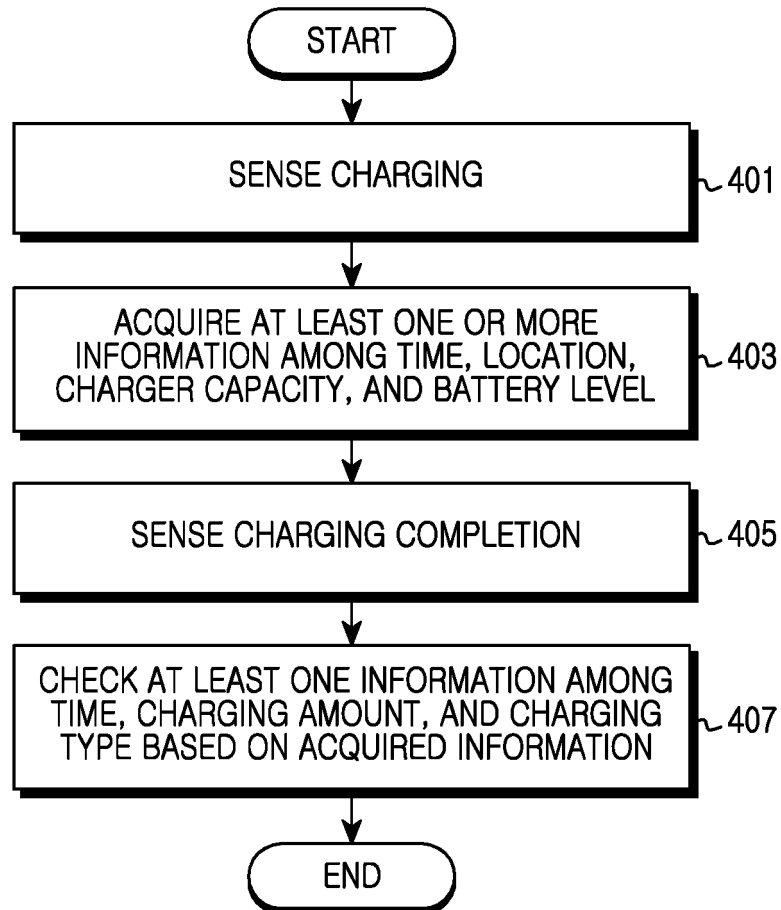 START
SENSE CHARGING
401
ACQUIRE AT LEAST ONE OR MORE
INFORMATION AMONG TIME, LOCATION,
CHARGER CAPACITY, AND BATTERY LEVEL
403
SENSE CHARGING COMPLETION
405
CHECK AT LEAST ONE INFORMATION AMONG
TIME, CHARGING AMOUNT, AND CHARGING
TYPE BASED ON ACQUIRED INFORMATION
407
END